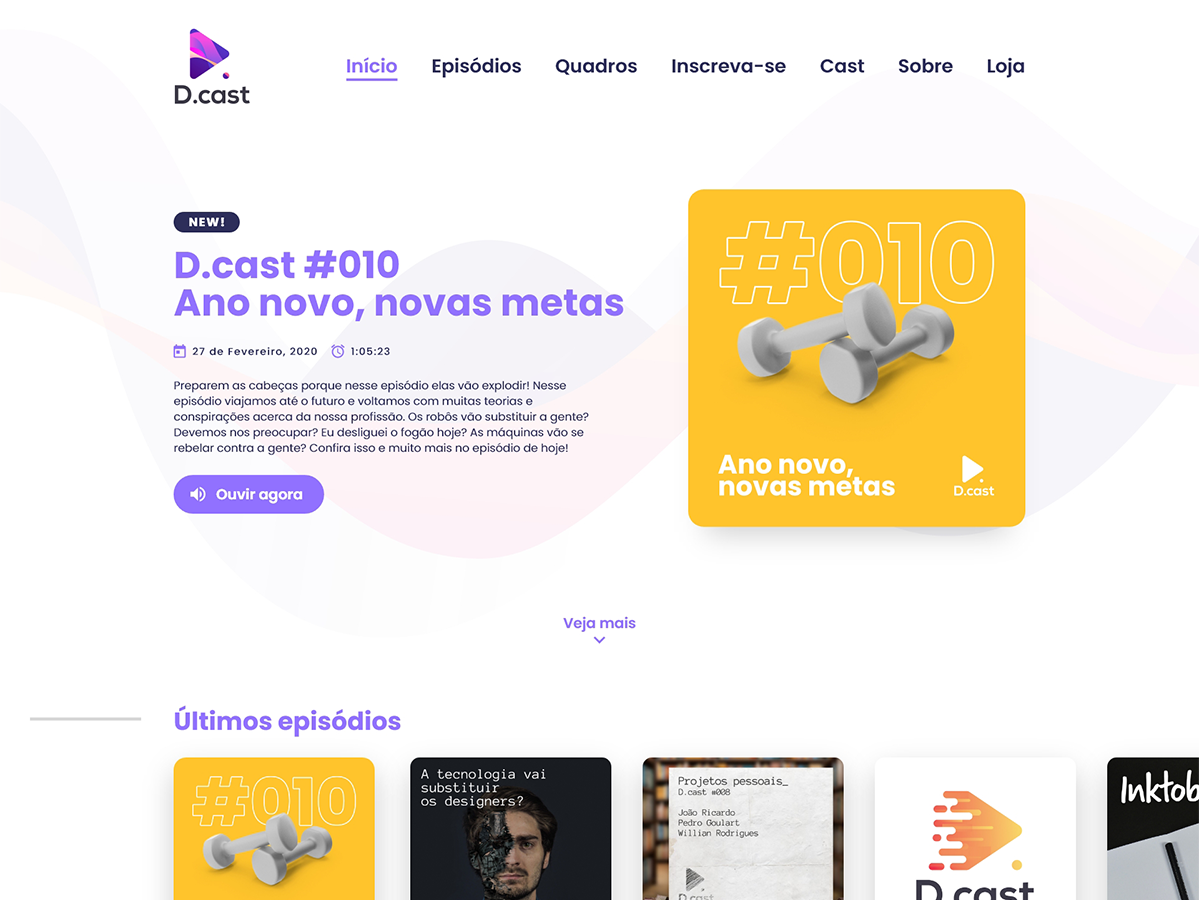 D.cast
Início Episódios Quadros Inscreva-se Cast Sobre Loja
NEW!
D.cast #010
Ano novo, novas metas
27 de Fevereiro, 2020 1:05:23
Preparem as cabeças porque nesse episódio elas vão explodir! Nesse
episódio viajamos até o futuro e voltamos com muitas teorias e
conspirações acerca da nossa profissão. Os robôs vão substituir a gente?
Devemos nos preocupar? Eu desliguei o fogão hoje? As máquinas vão se
rebelar contra a gente? Confira isso e muito mais no episódio de hoje!
Ouvir agora
#010
Ano novo,
novas metas
D.cast
Veja mais
Últimos episódios
#010
A tecnologia vai
substituir
os designers?
Projetos pessoais_
D.cast #008
João Ricardo
Pedro Goulart
Willian Rodrigues
D.cast
D.cast
Inktob